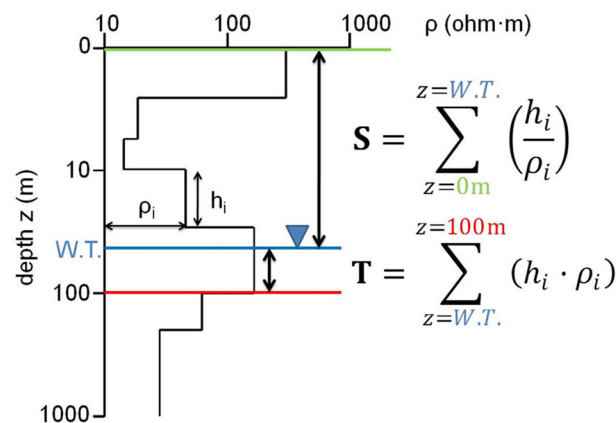 10 100 1000 ρ (ohm·m)
0
10
W.T.
100
1000
depth z (m)
ρi
hi
z=W.T.
S = ∑ (hi/ρi)
z=0m
z=100m
T = ∑ (hi · ρi)
z=W.T.